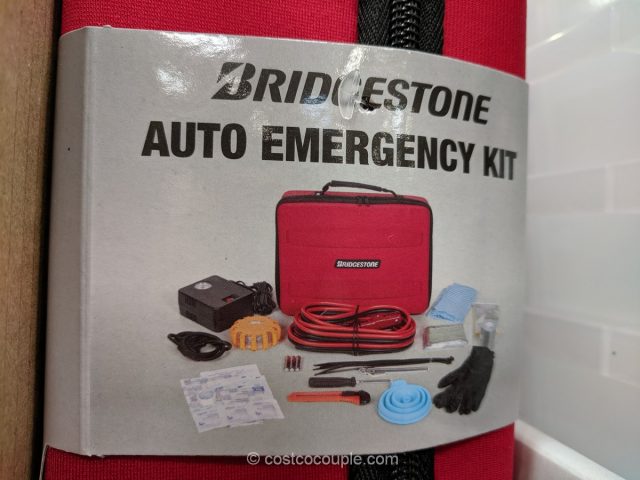 BRIDGESTONE
AUTO EMERGENCY KIT
BRIDGESTONE
© costcocouple.com